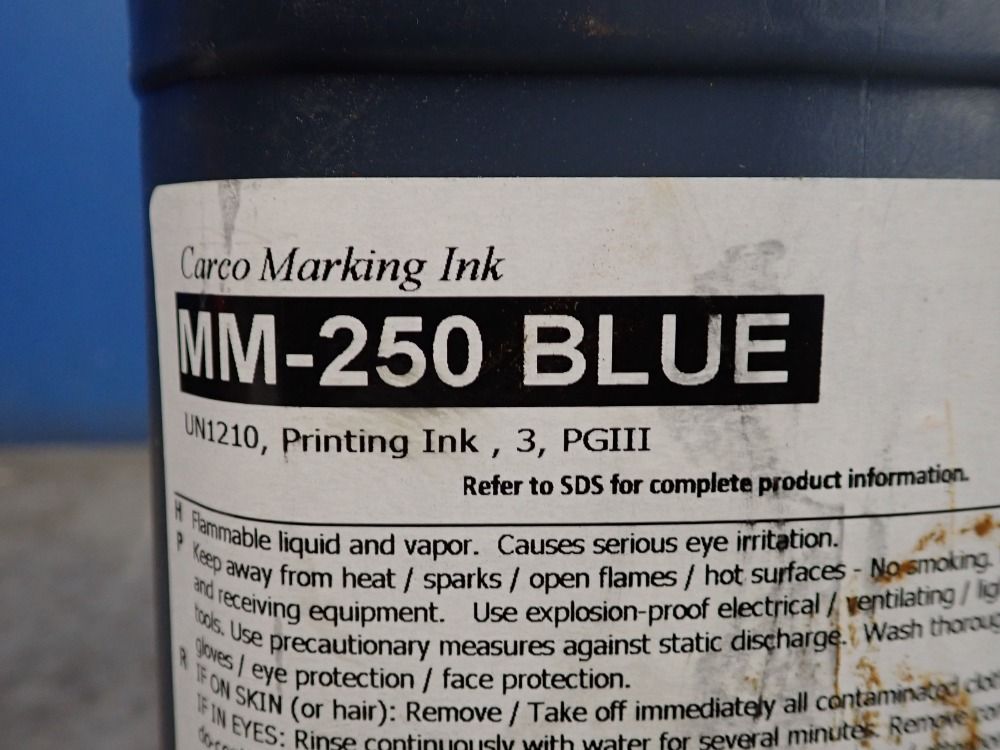 Carco Marking Ink
MM-250 BLUE
UN1210, Printing Ink , 3, PGIII
Refer to SDS for complete product information.
H Flammable liquid and vapor. Causes serious eye irritation.
P Keep away from heat / sparks / open flames / hot surfaces - No smoking.
and receiving equipment. Use explosion-proof electrical / ventilating /
tools. Use precautionary measures against static discharge. Wash
gloves / eye protection / face protection.
R IF ON SKIN (or hair): Remove / Take off immediately all contaminated
IF IN EYES: Rinse continuously with water for several minutes. Remove